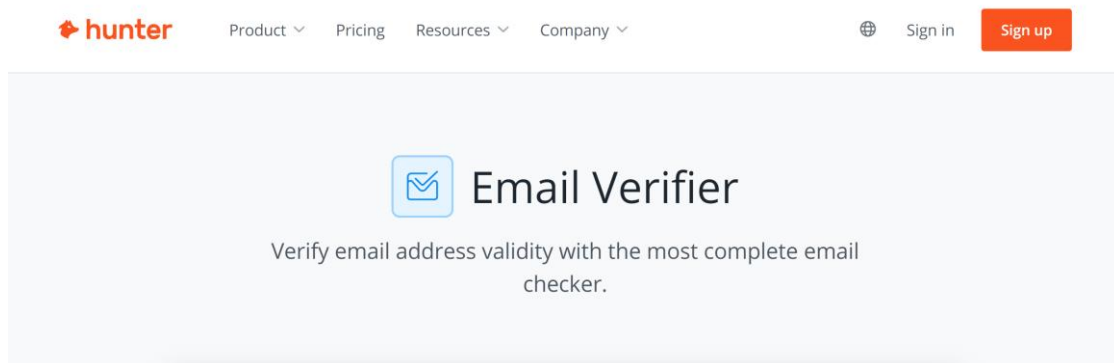 hunter Product Pricing Resources Company Sign in Sign up
Email Verifier
Verify email address validity with the most complete email
checker.